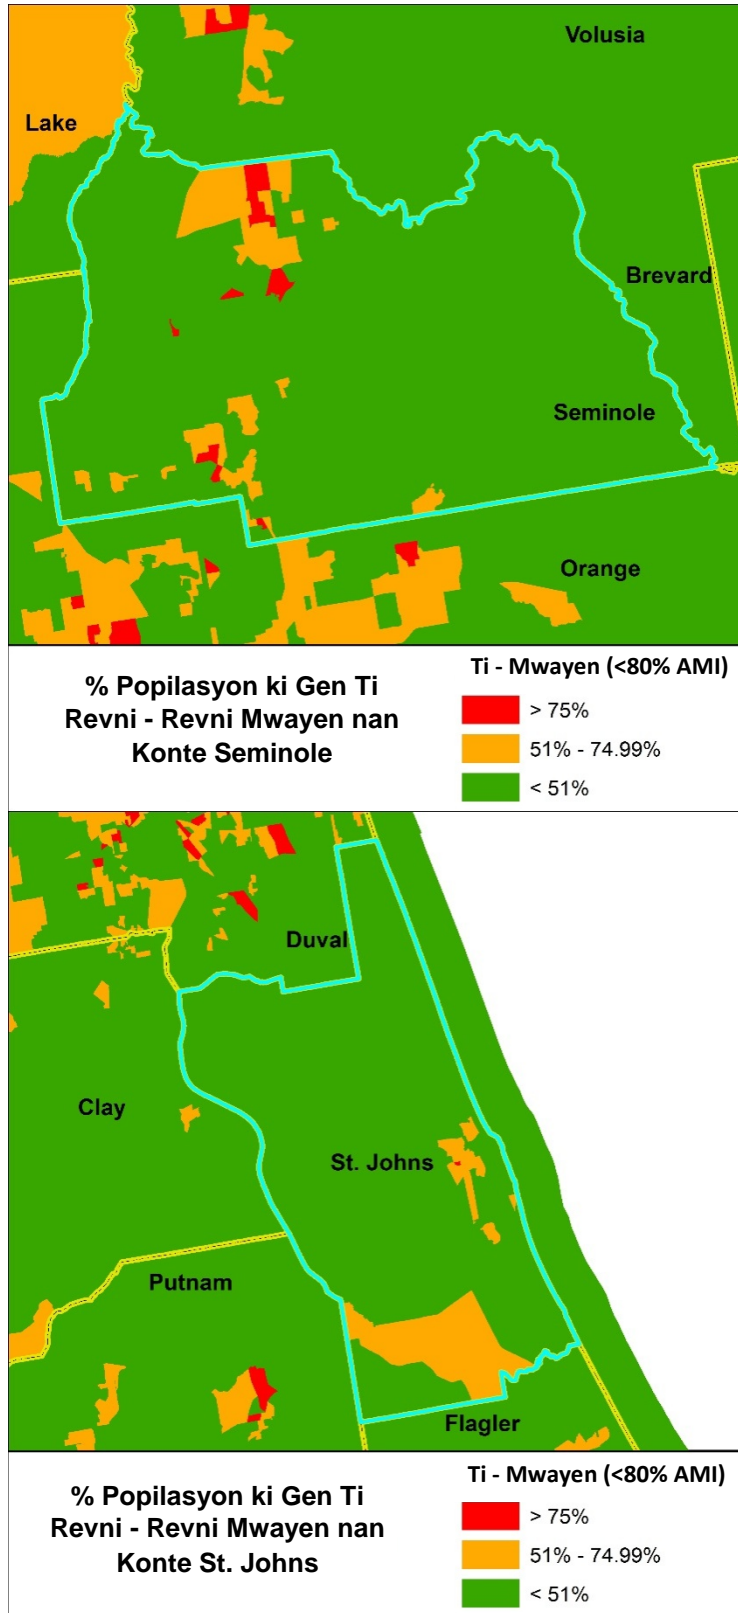 Volusia
Lake
Brevard
Seminole
Orange
% Popilasyon ki Gen Ti
Revni - Revni Mwayen nan
Konte Seminole
Ti - Mwayen (<80% AMI)
> 75%
51% - 74.99%
< 51%
Duval
Clay
St. Johns
Putnam
Flagler
% Popilasyon ki Gen Ti
Revni - Revni Mwayen nan
Konte St. Johns
Ti - Mwayen (<80% AMI)
> 75%
51% - 74.99%
< 51%